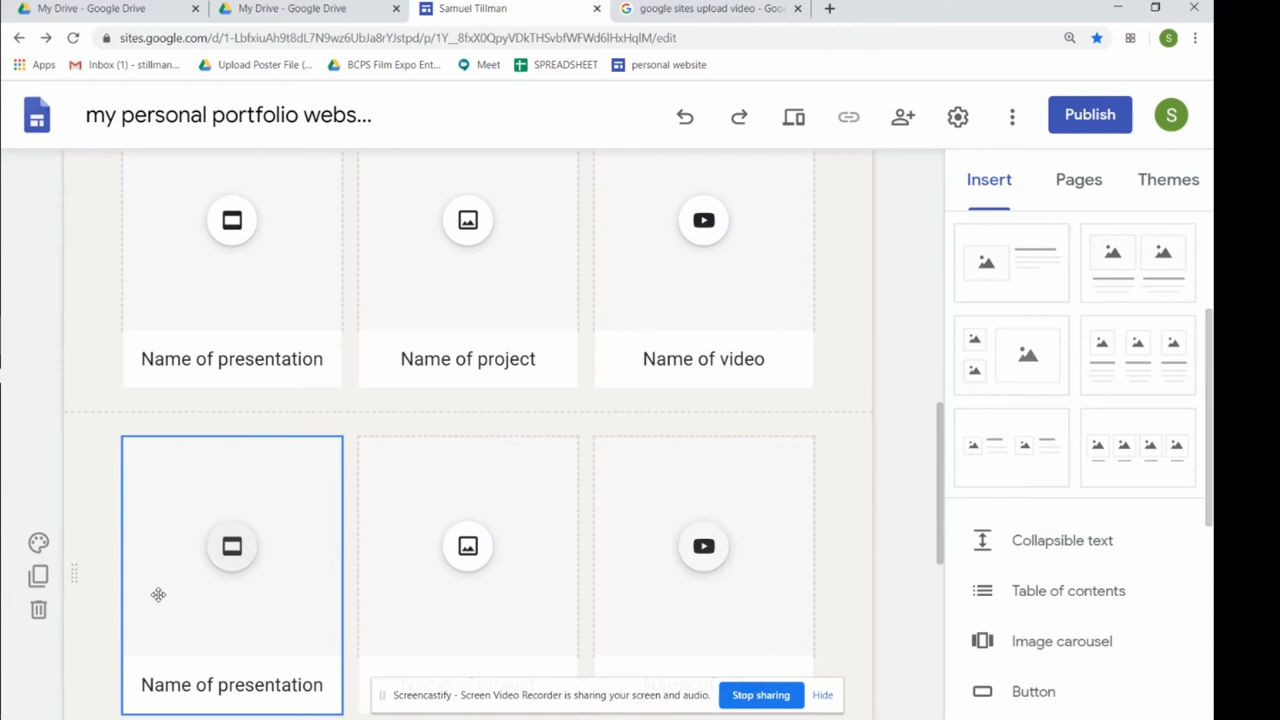 My Drive - Google Drive
My Drive - Google Drive
Samuel Tillman
google sites upload video - Goo
sites.google.com/d/1-LbfxiuAh9t8dL7N9wz6UbJa8rYJstpd/p/1Y__8fxX0QpyVDkTHSvbfWFWd6IHxHqlM/edit
S
Apps
Inbox (1) - stillman...
Upload Poster File (...
BCPS Film Expo Ent...
Meet
SPREADSHEET
personal website
my personal portfolio webs...
Publish
S
Insert
Pages
Themes
Name of presentation
Name of project
Name of video
Name of presentation
Collapsible text
Table of contents
Image carousel
Button
Screencastify - Screen Video Recorder is sharing your screen and audio.
Stop sharing
Hide